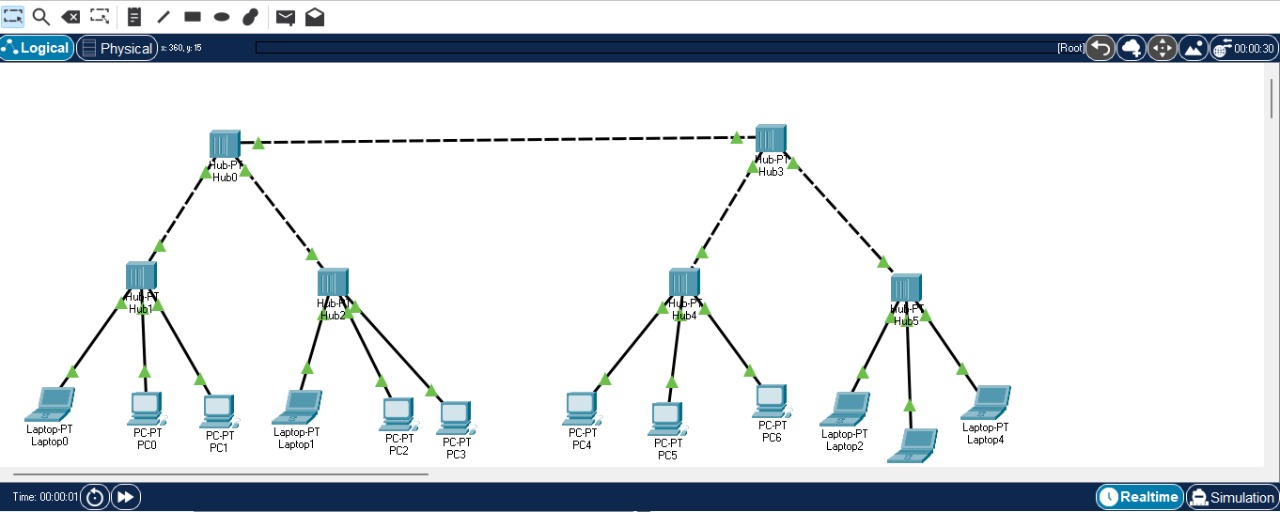 Logical
Physical
x: 360, y: 15
[Root]
00:00:30
Hub-PT
Hub0
Hub-PT
Hub3
Hub-PT
Hub1
Hub-PT
Hub2
Hub-PT
Hub4
Hub-PT
Hub5
Laptop-PT
Laptop0
PC-PT
PC0
PC-PT
PC1
Laptop-PT
Laptop1
PC-PT
PC2
PC-PT
PC3
PC-PT
PC4
PC-PT
PC5
PC-PT
PC6
Laptop-PT
Laptop2
Laptop-PT
Laptop4
Time: 00:00:01
Realtime
Simulation